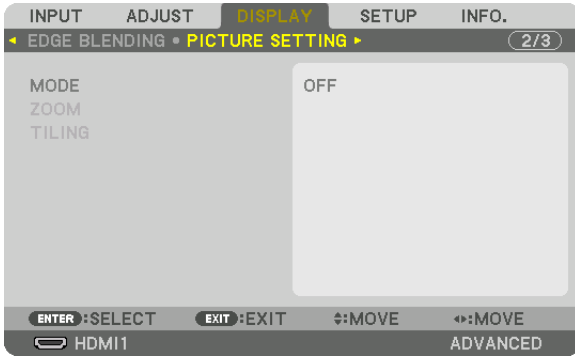 INPUT ADJUST DISPLAY SETUP INFO.
◂ EDGE BLENDING • PICTURE SETTING ▸ 2/3
MODE OFF
ZOOM
TILING
ENTER :SELECT EXIT :EXIT ♦:MOVE ◂▸:MOVE
HDMI1 ADVANCED